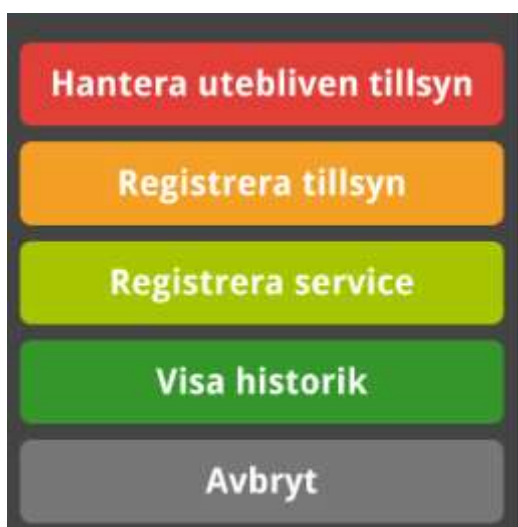 Hantera utebliven tillsyn
Registrera tillsyn
Registrera service
Visa historik
Avbryt